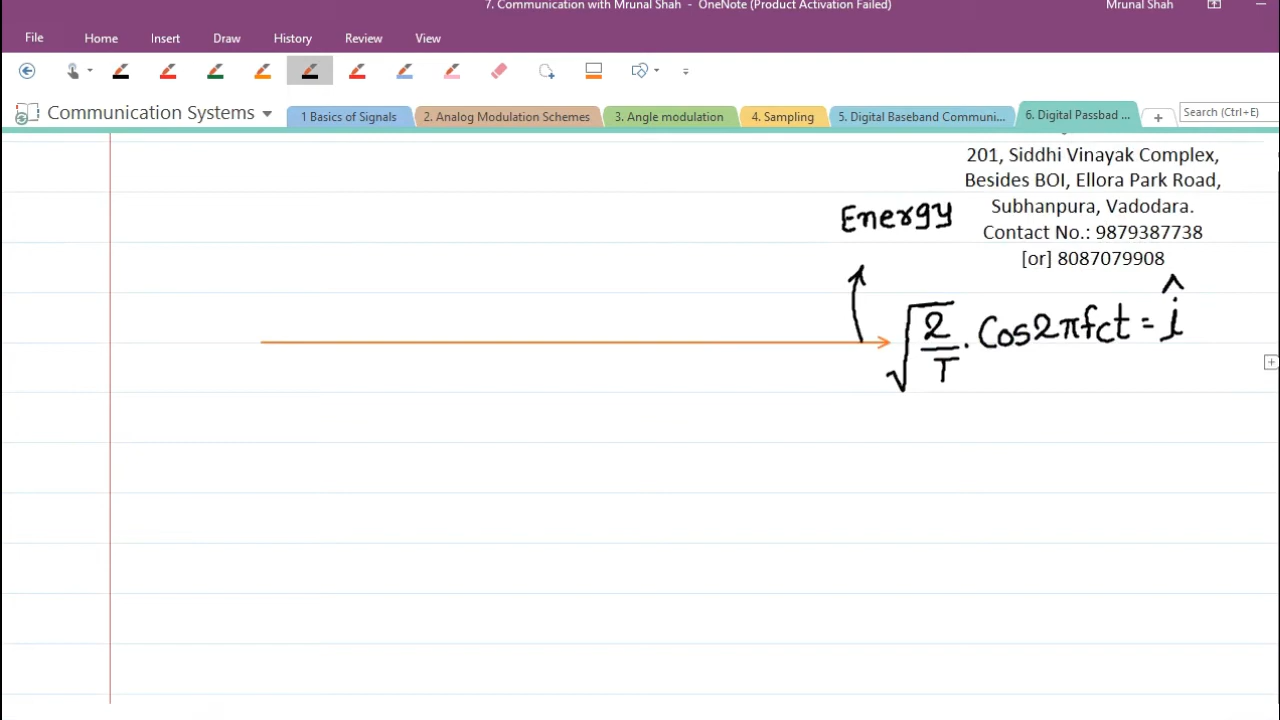 7. Communication with Mrunal Shah - OneNote (Product Activation Failed)
Mrunal Shah
File Home Insert Draw History Review View
Communication Systems
1 Basics of Signals
2. Analog Modulation Schemes
3. Angle modulation
4. Sampling
5. Digital Baseband Communi...
6. Digital Passbad ...
Search (Ctrl+E)
201, Siddhi Vinayak Complex,
Besides BOI, Ellora Park Road,
Subhanpura, Vadodara.
Contact No.: 9879387738
[or] 8087079908
Energy
√(2/T) . Cos2πfct = î